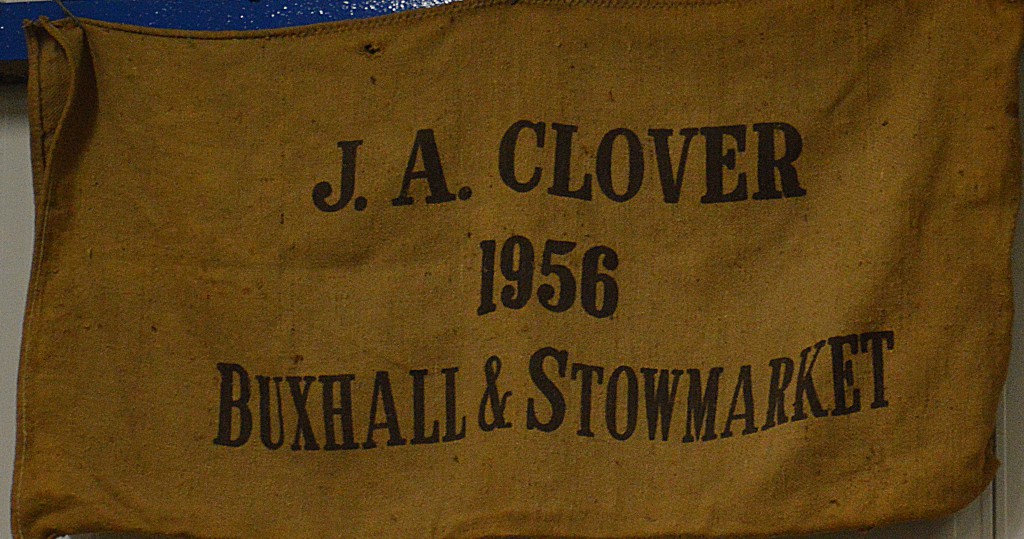 J. A. CLOVER
1956
BUXHALL & STOWMARKET